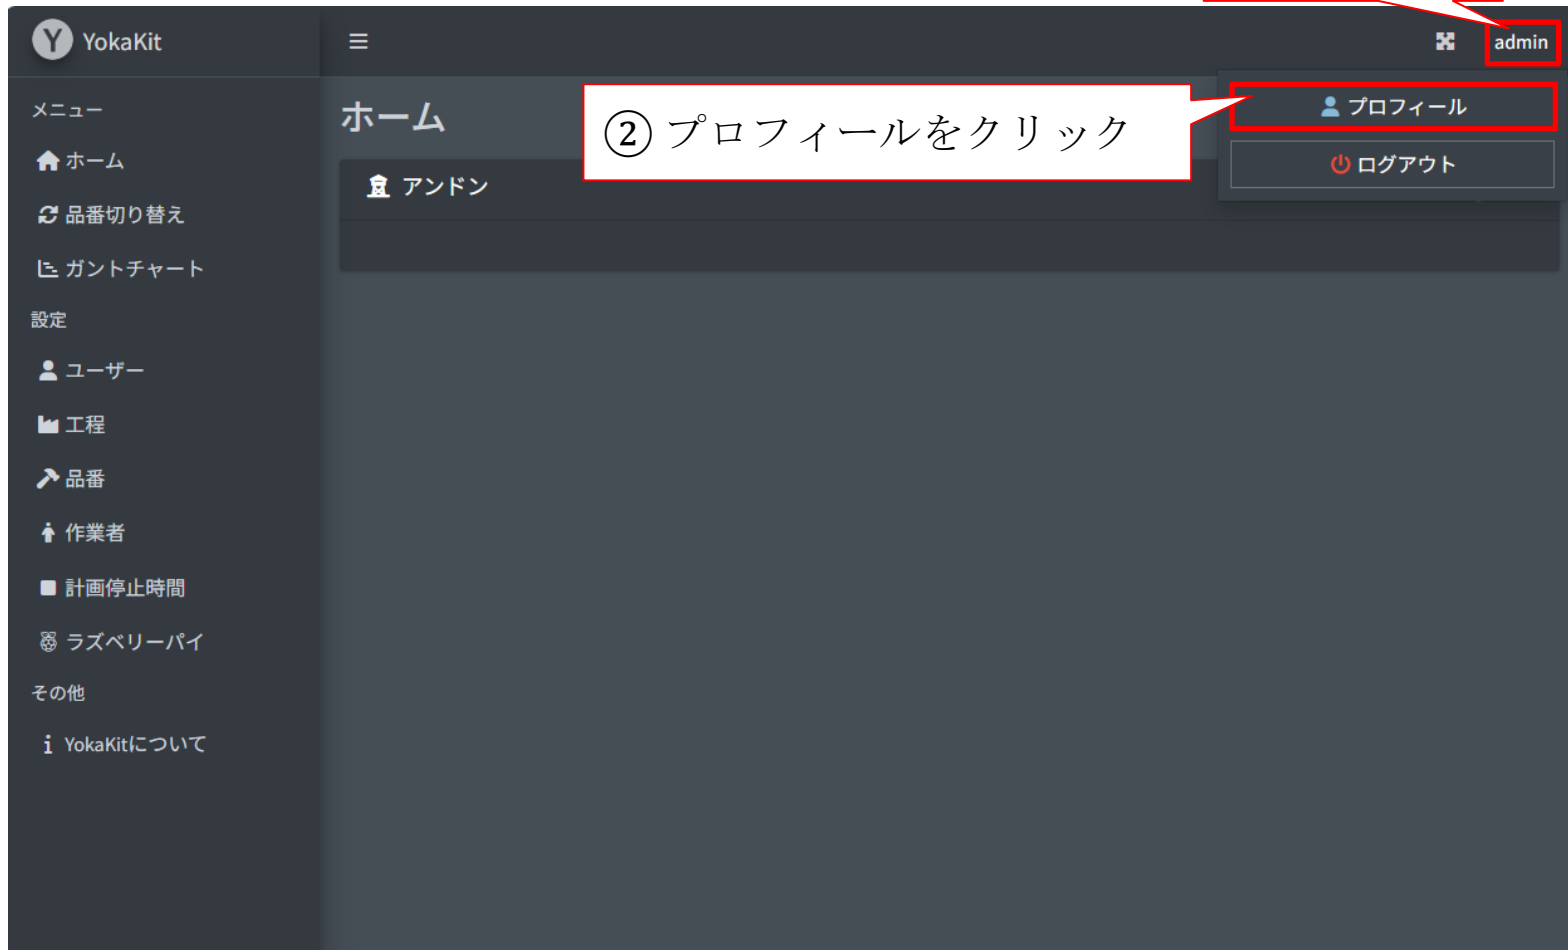 YokaKit
admin
メニュー
ホーム
品番切り替え
ガントチャート
設定
ユーザー
工程
品番
作業者
計画停止時間
ラズベリーパイ
その他
YokaKitについて
ホーム
アンドン
② プロフィールをクリック
プロフィール
ログアウト